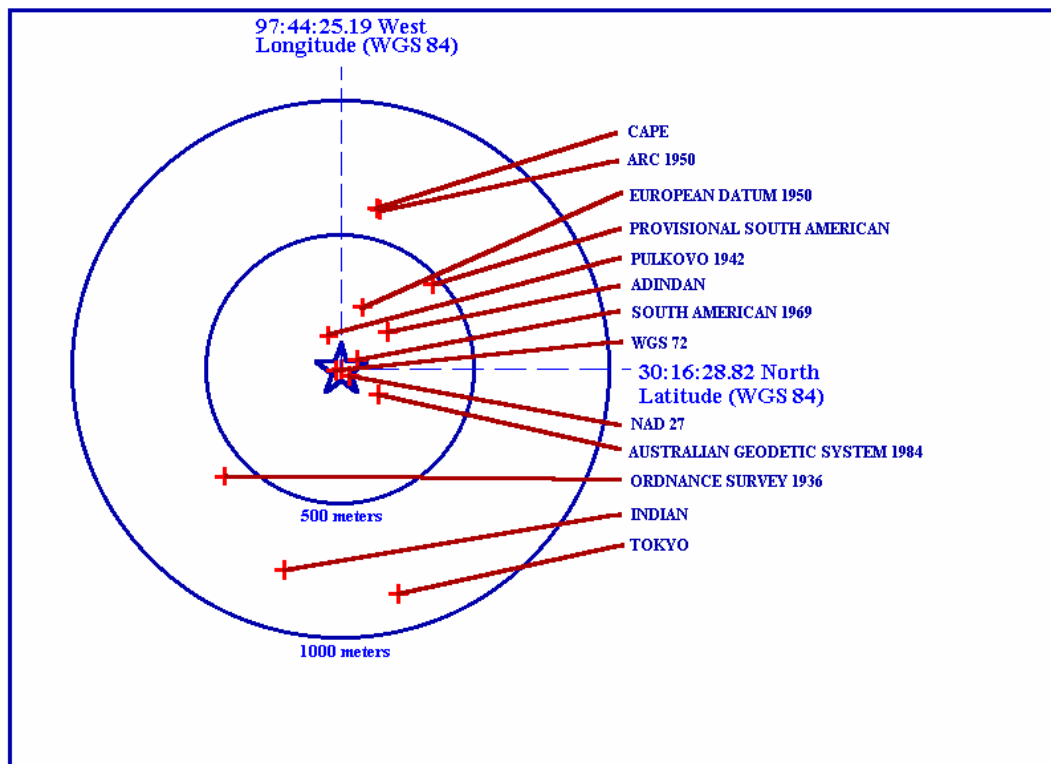 97:44:25.19 West
Longitude (WGS 84)
CAPE
ARC 1950
EUROPEAN DATUM 1950
PROVISIONAL SOUTH AMERICAN
PULKOVO 1942
ADINDAN
SOUTH AMERICAN 1969
WGS 72
30:16:28.82 North
Latitude (WGS 84)
NAD 27
AUSTRALIAN GEODETIC SYSTEM 1984
ORDNANCE SURVEY 1936
500 meters
INDIAN
TOKYO
1000 meters